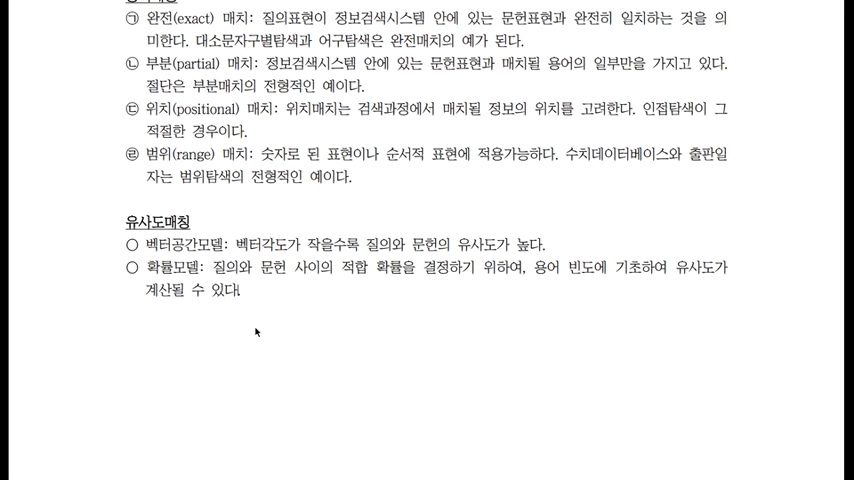 ㉠ 완전(exact) 매치: 질의표현이 정보검색시스템 안에 있는 문헌표현과 완전히 일치하는 것을 의
미한다. 대소문자구별탐색과 어구탐색은 완전매치의 예가 된다.
㉡ 부분(partial) 매치: 정보검색시스템 안에 있는 문헌표현과 매치될 용어의 일부만을 가지고 있다.
절단은 부분매치의 전형적인 예이다.
㉢ 위치(positional) 매치: 위치매치는 검색과정에서 매치될 정보의 위치를 고려한다. 인접탐색이 그
적절한 경우이다.
㉣ 범위(range) 매치: 숫자로 된 표현이나 순서적 표현에 적용가능하다. 수치데이터베이스와 출판일
자는 범위탐색의 전형적인 예이다.
유사도매칭
○ 벡터공간모델: 벡터각도가 작을수록 질의와 문헌의 유사도가 높다.
○ 확률모델: 질의와 문헌 사이의 적합 확률을 결정하기 위하여, 용어 빈도에 기초하여 유사도가
계산될 수 있다.